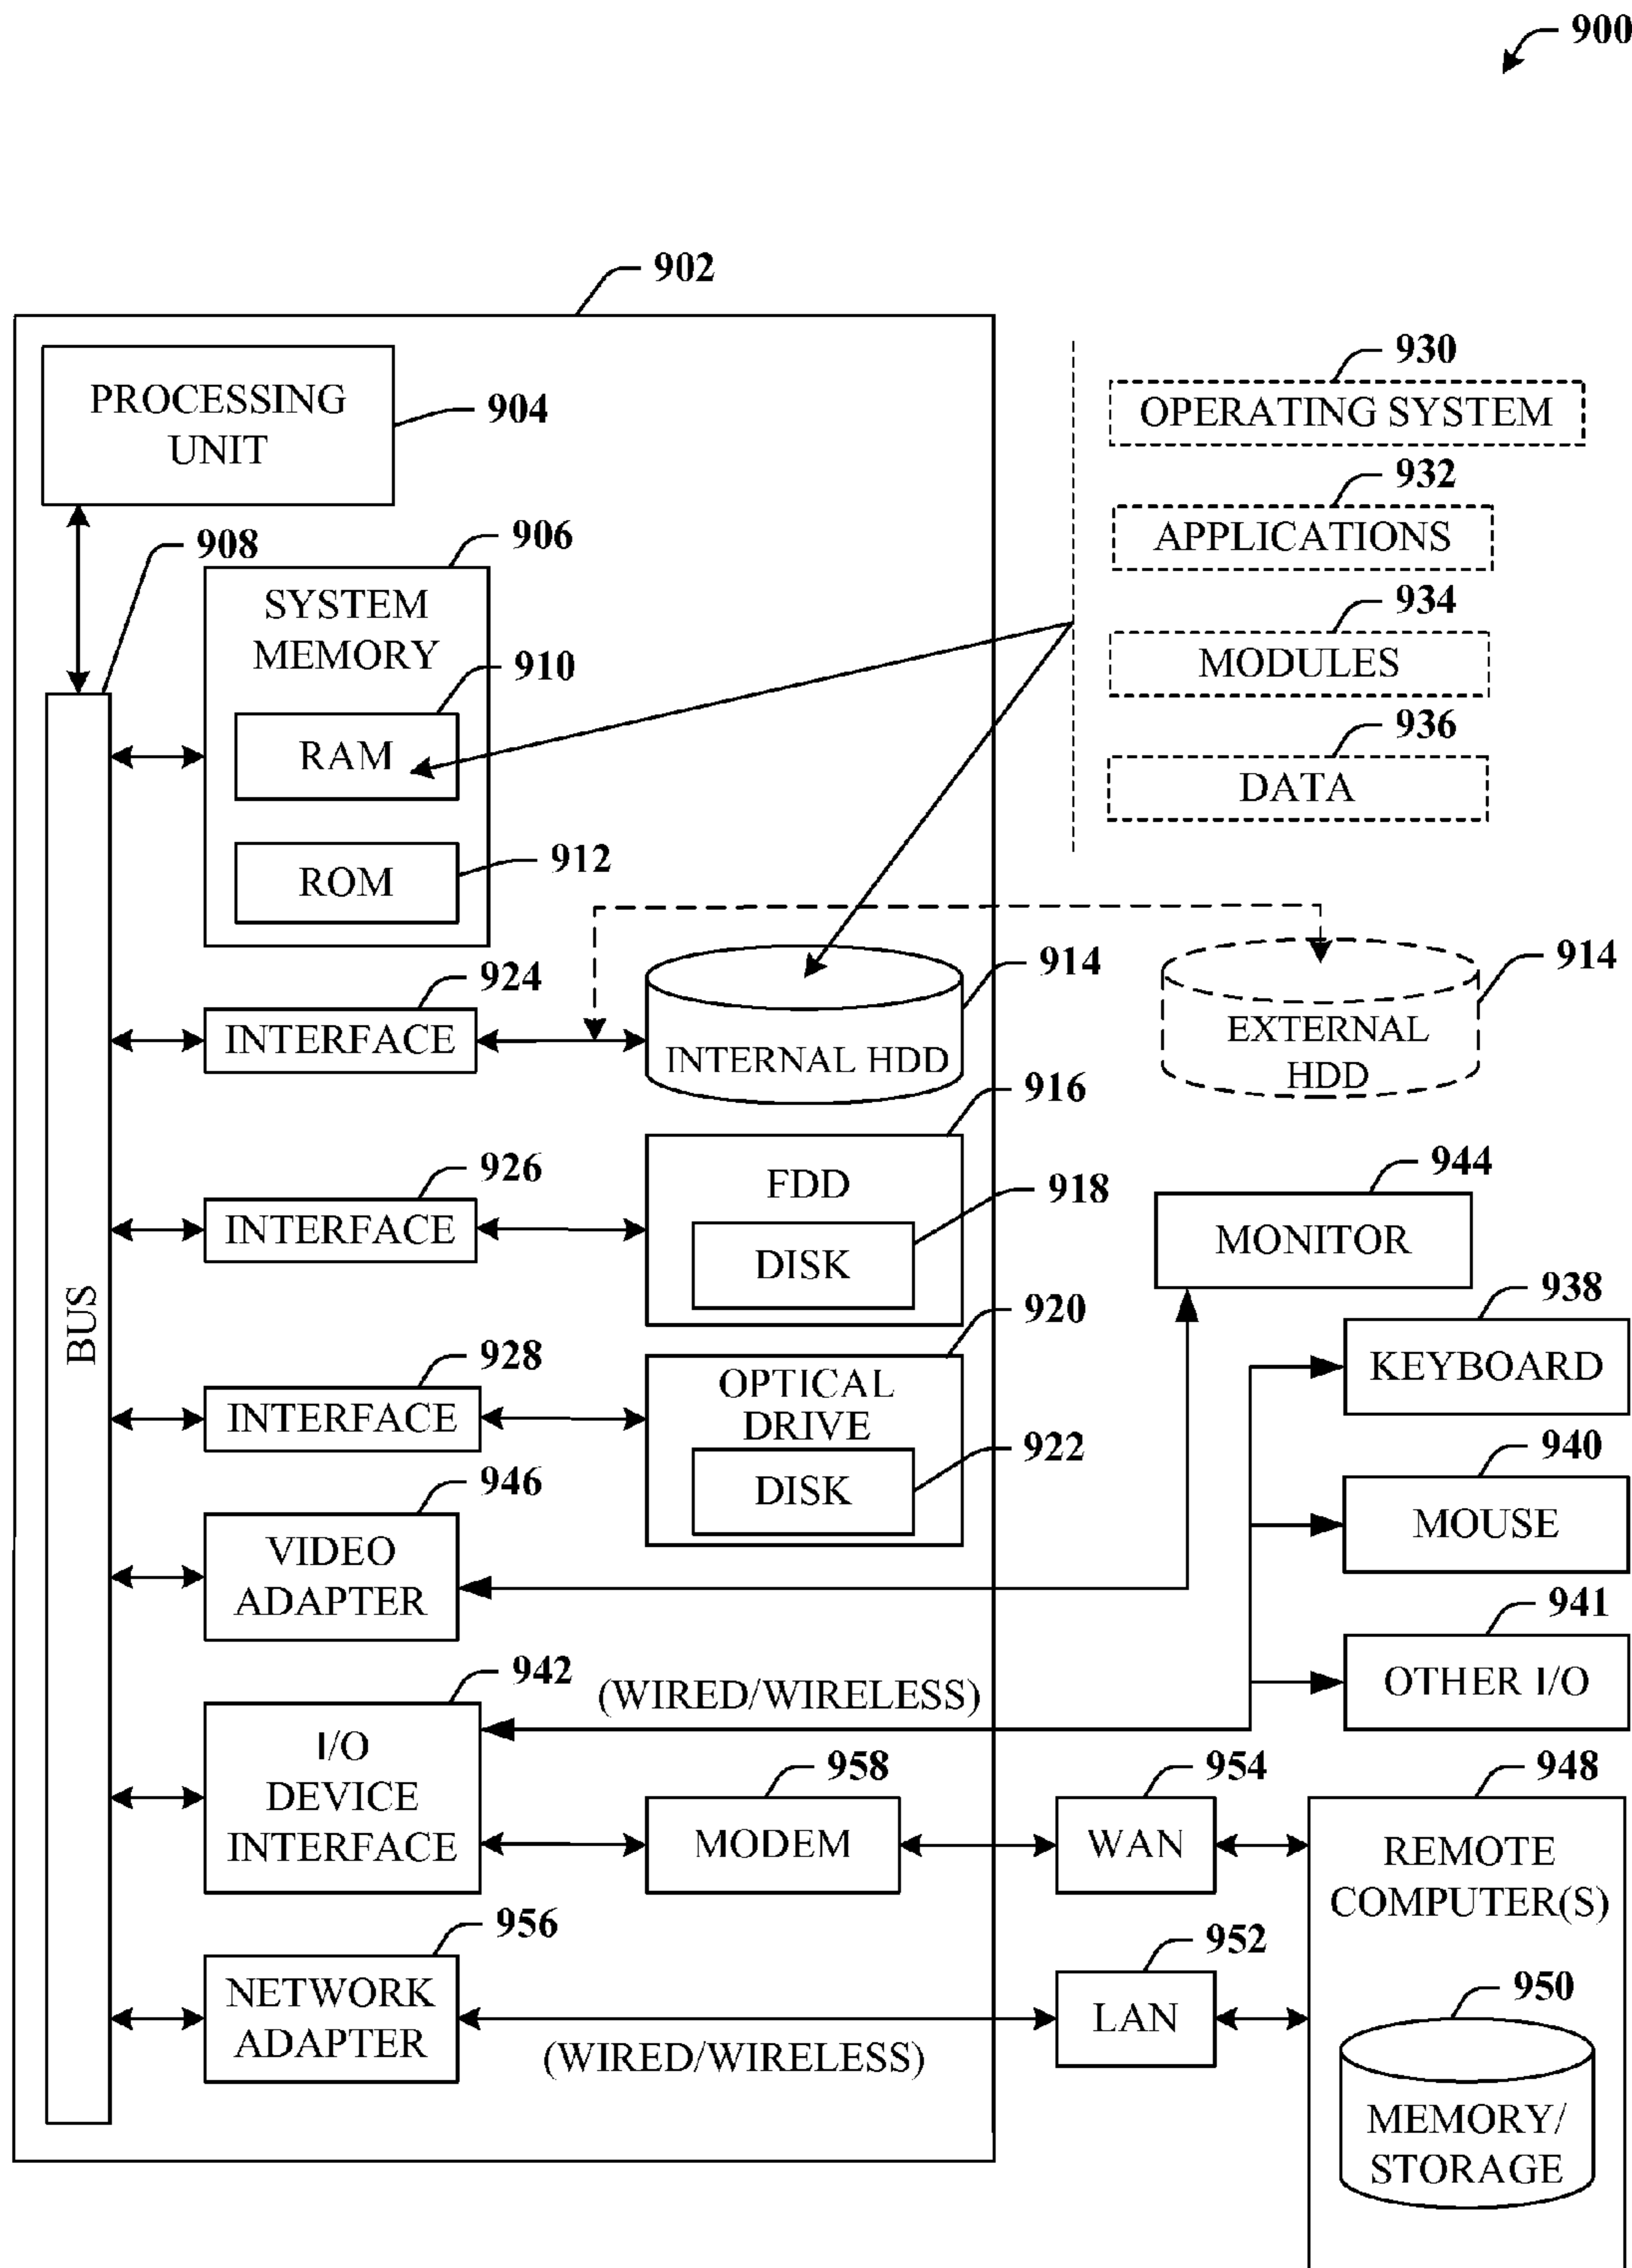 900
902
PROCESSING
UNIT
904
908
906
SYSTEM
MEMORY
910
RAM
912
ROM
930
OPERATING SYSTEM
932
APPLICATIONS
934
MODULES
936
DATA
924
INTERFACE
914
INTERNAL HDD
914
EXTERNAL
HDD
916
926
INTERFACE
FDD
918
DISK
944
MONITOR
BUS
920
938
KEYBOARD
928
INTERFACE
OPTICAL
DRIVE
922
DISK
940
MOUSE
946
VIDEO
ADAPTER
941
OTHER I/O
942
(WIRED/WIRELESS)
I/O
DEVICE
INTERFACE
958
MODEM
954
WAN
948
REMOTE
COMPUTER(S)
956
NETWORK
ADAPTER
(WIRED/WIRELESS)
952
LAN
950
MEMORY/
STORAGE